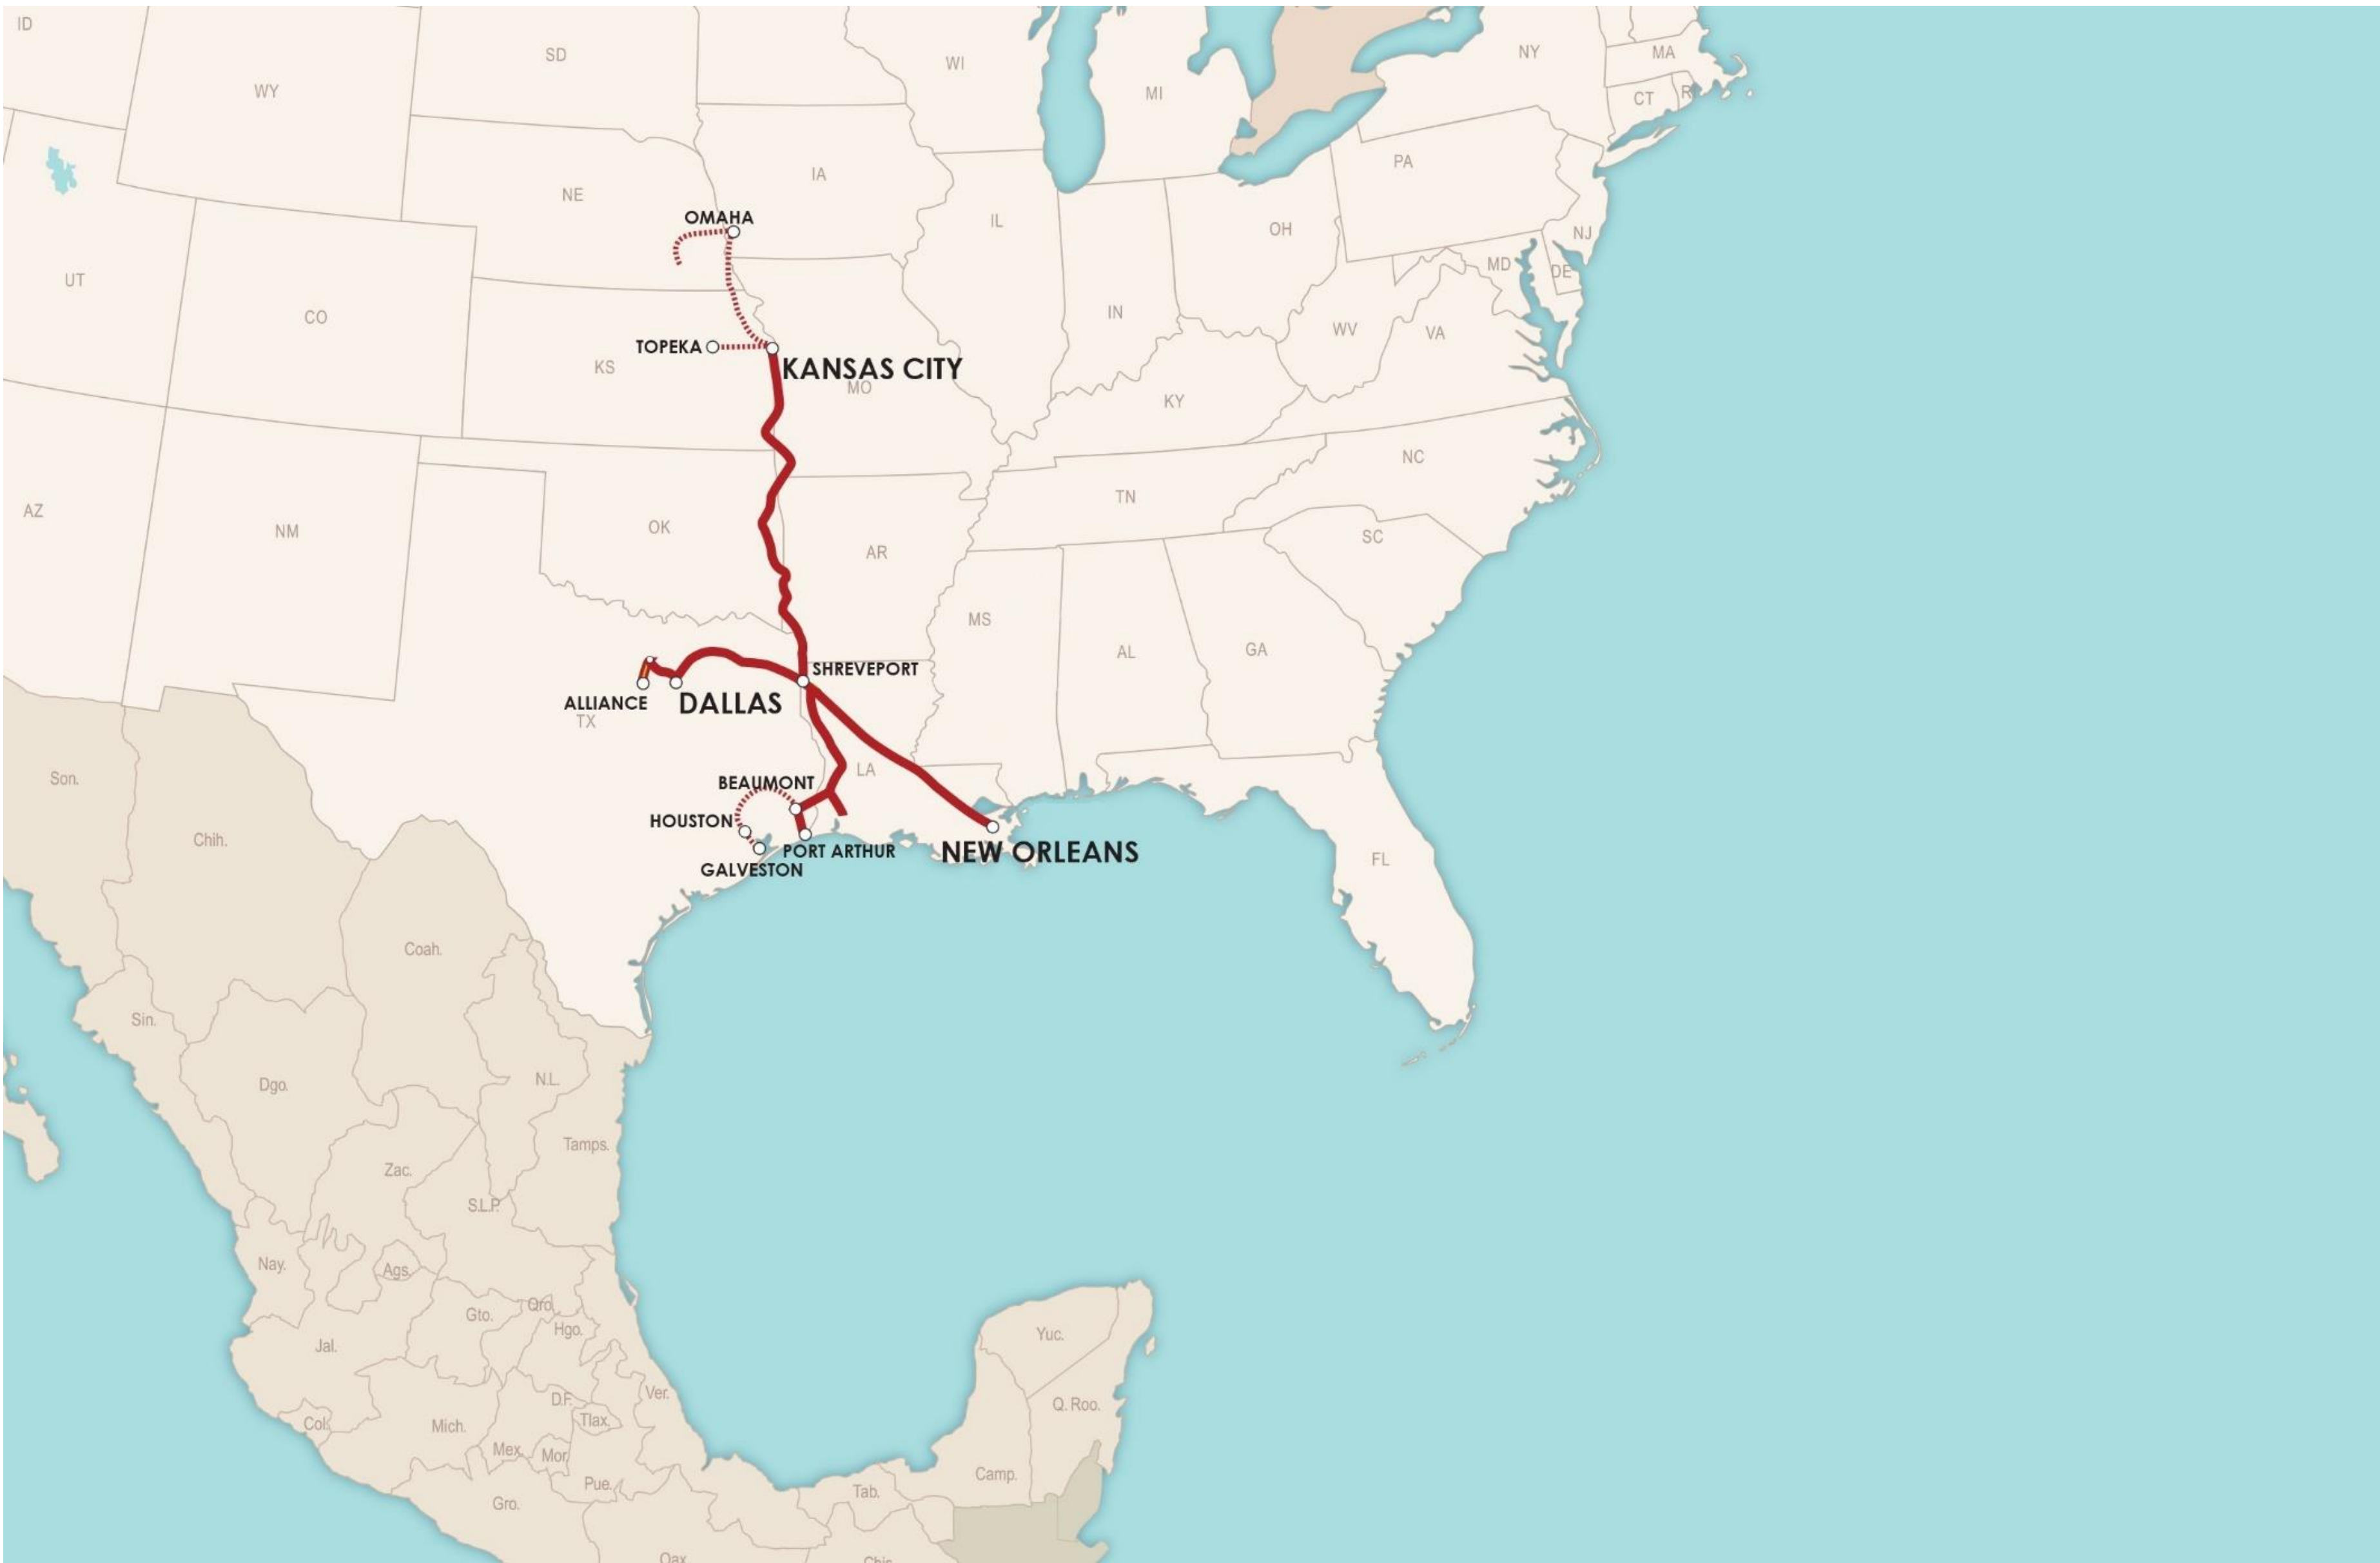 ID
WY
SD
WI
MI
NY
MA
CT
NE
IA
PA
OMAHA
IL
OH
NJ
MD
DE
UT
CO
IN
WV
VA
TOPEKA
KS
KANSAS CITY
MO
KY
NC
TN
AZ
NM
OK
AR
SC
MS
AL
GA
SHREVEPORT
ALLIANCE
DALLAS
TX
LA
Son.
BEAUMONT
HOUSTON
Chih.
PORT ARTHUR
NEW ORLEANS
FL
GALVESTON
Coah.
Sin.
N.L.
Dgo.
Tamps.
Zac.
S.L.P.
Nay.
Ags.
Qro.
Gto.
Hgo.
Yuc.
Jal.
D.F.
Ver.
Q. Roo.
Col.
Mich.
Tlax.
Mex.
Mor.
Camp.
Pue.
Tab.
Gro.
Oax.
Chis.